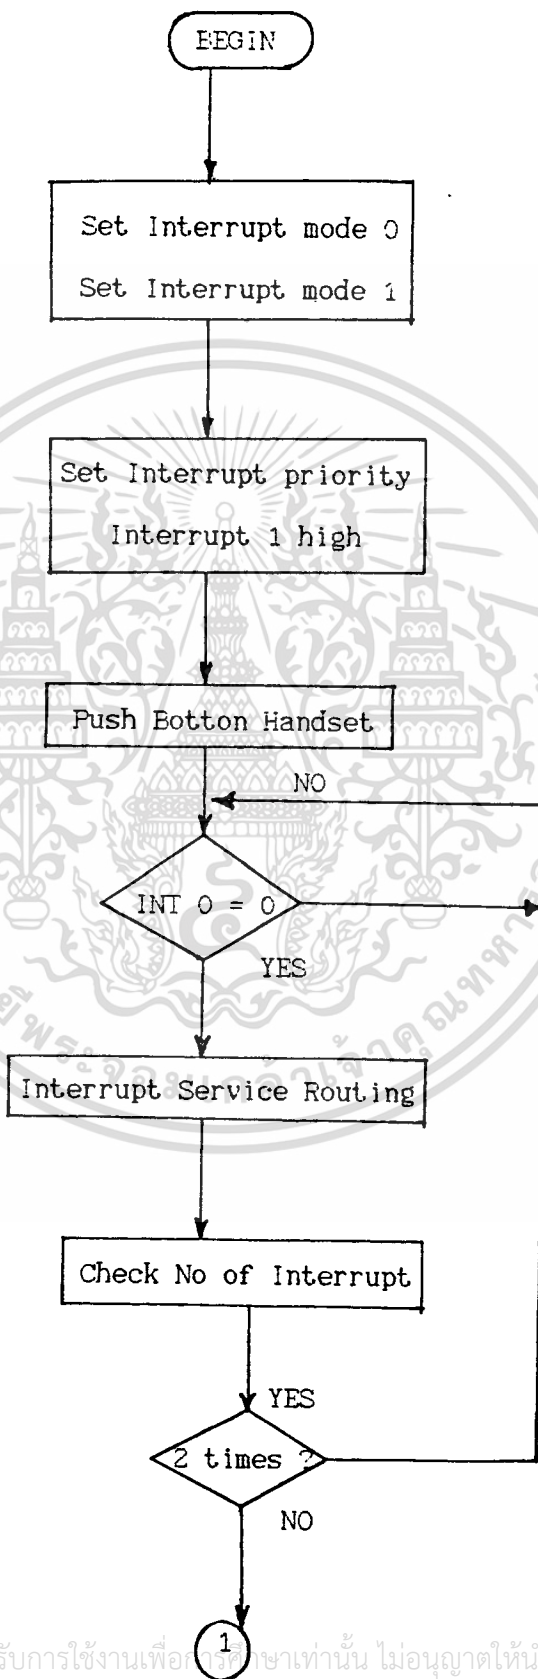 BEGIN
Set Interrupt mode 0
Set Interrupt mode 1
Set Interrupt priority
Interrupt 1 high
Push Botton Handset
NO
INT 0 = 0
YES
Interrupt Service Routing
Check No of Interrupt
YES
2 times ?
NO
1
รับการใช้งานเพื่อการศึกษาเท่านั้น ไม่อนุญาตให้นำ